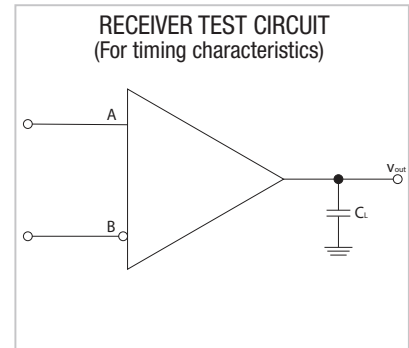 RECEIVER TEST CIRCUIT
(For timing characteristics)
A
Vout
CL
B